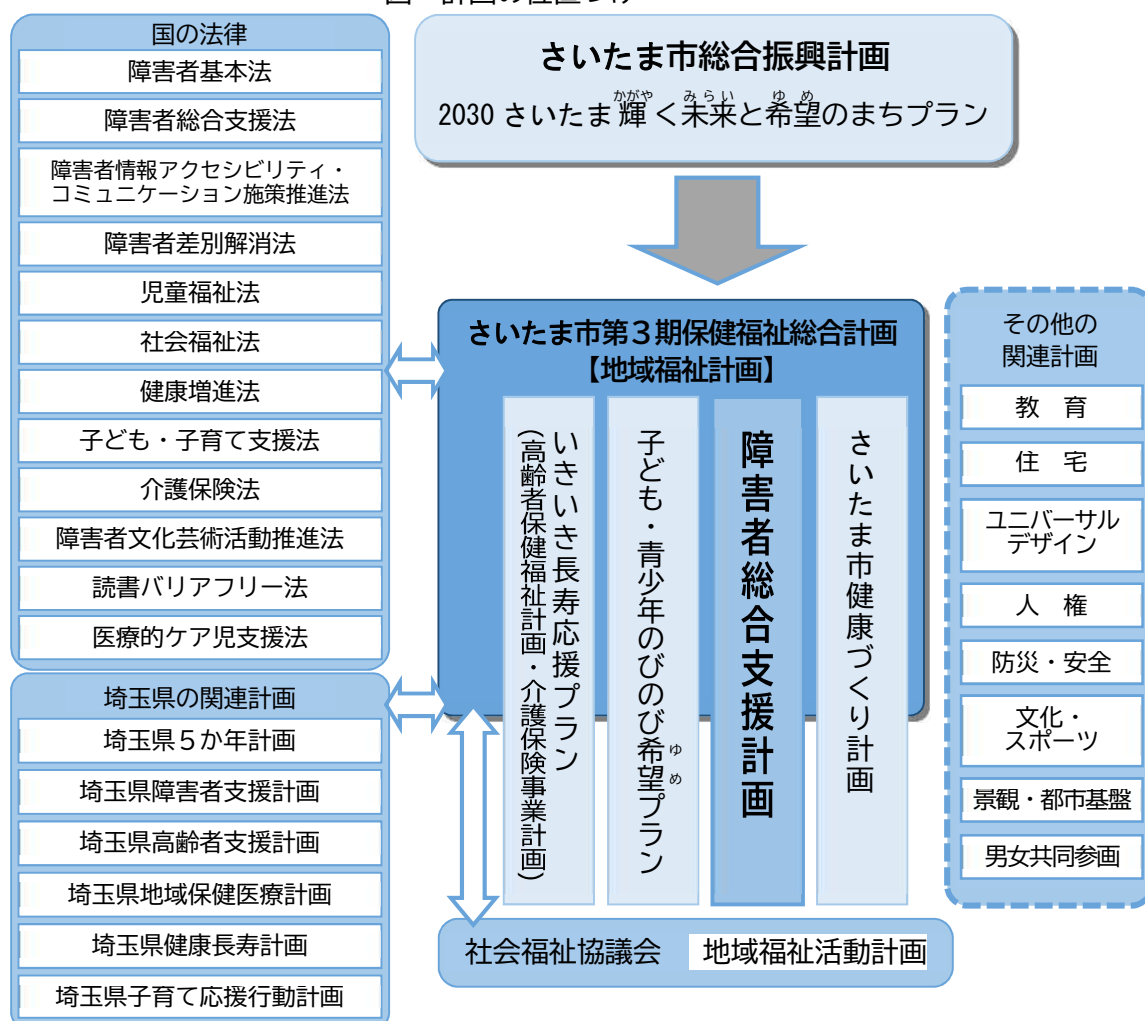 国の法律
障害者基本法
障害者総合支援法
障害者情報アクセシビリティ・
コミュニケーション施策推進法
障害者差別解消法
児童福祉法
社会福祉法
健康増進法
子ども・子育て支援法
介護保険法
障害者文化芸術活動推進法
読書バリアフリー法
医療的ケア児支援法
埼玉県の関連計画
埼玉県5か年計画
埼玉県障害者支援計画
埼玉県高齢者支援計画
埼玉県地域保健医療計画
埼玉県健康長寿計画
埼玉県子育て応援行動計画
さいたま市総合振興計画
かがや みらい ゆめ
2030 さいたま輝く未来と希望のまちプラン
さいたま市第3期保健福祉総合計画
【地域福祉計画】
いきいき長寿応援プラン
(高齢者保健福祉計画・介護保険事業計画)
子ども・青少年のびのび希望プラン
ゆめ
障害者総合支援計画
さいたま市健康づくり計画
社会福祉協議会 地域福祉活動計画
その他の
関連計画
教 育
住 宅
ユニバーサル
デザイン
人 権
防災・安全
文化・
スポーツ
景観・都市基盤
男女共同参画